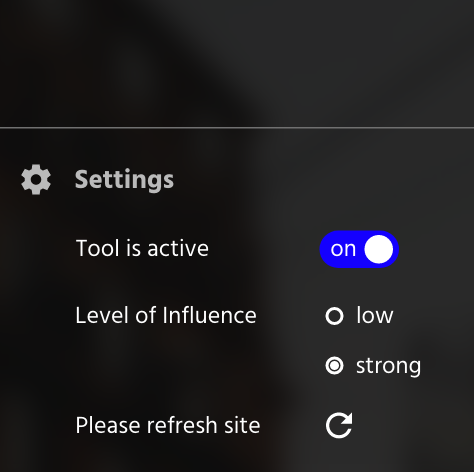 Settings
Tool is active on
Level of Influence low
strong
Please refresh site